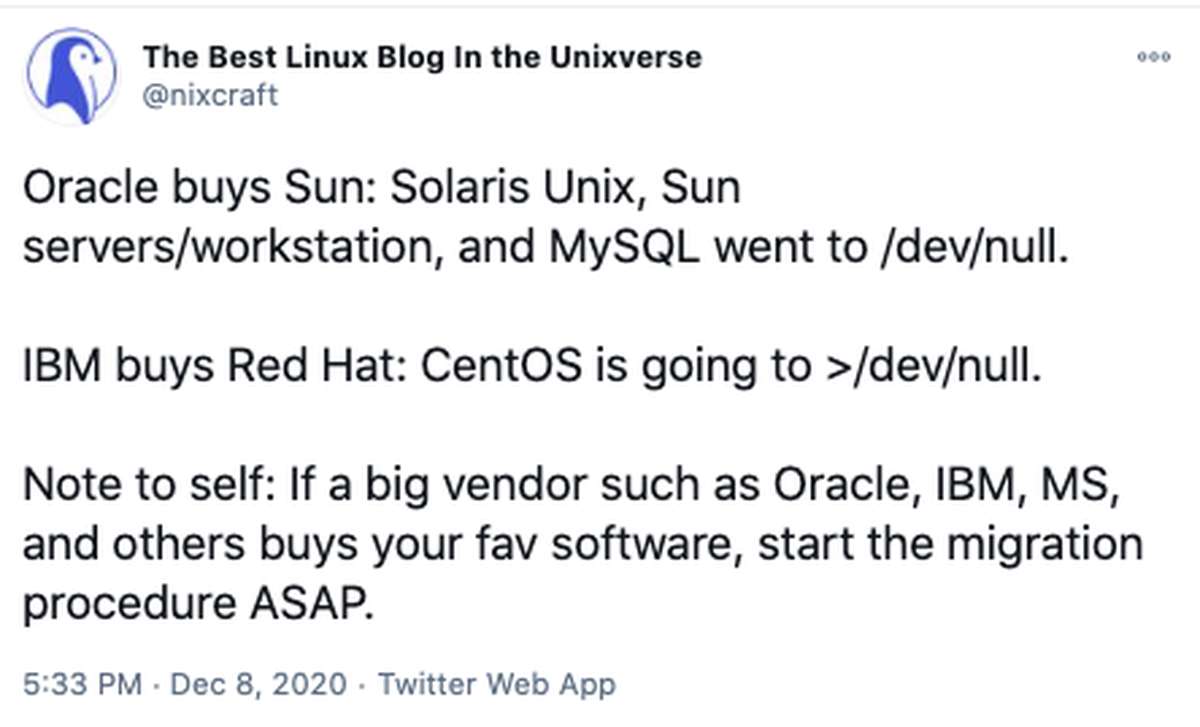 The Best Linux Blog In the Unixverse
@nixcraft
Oracle buys Sun: Solaris Unix, Sun
servers/workstation, and MySQL went to /dev/null.
IBM buys Red Hat: CentOS is going to >/dev/null.
Note to self: If a big vendor such as Oracle, IBM, MS,
and others buys your fav software, start the migration
procedure ASAP.
5:33 PM · Dec 8, 2020 · Twitter Web App